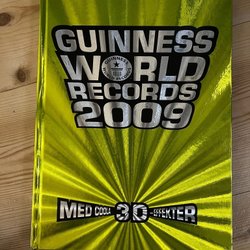 GUINNESS
WORLD
RECORDS
2009
MED COOLA 3D-EFFEKTER